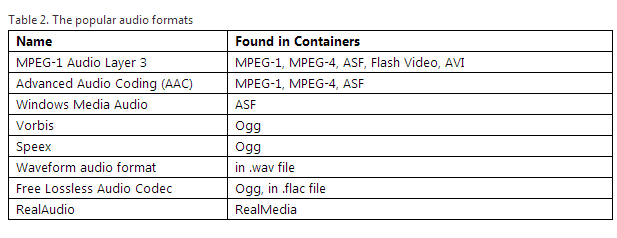 Table 2. The popular audio formats
Name Found in Containers
MPEG-1 Audio Layer 3 MPEG-1, MPEG-4, ASF, Flash Video, AVI
Advanced Audio Coding (AAC) MPEG-1, MPEG-4, ASF
Windows Media Audio ASF
Vorbis Ogg
Speex Ogg
Waveform audio format in .wav file
Free Lossless Audio Codec Ogg, in .flac file
RealAudio RealMedia